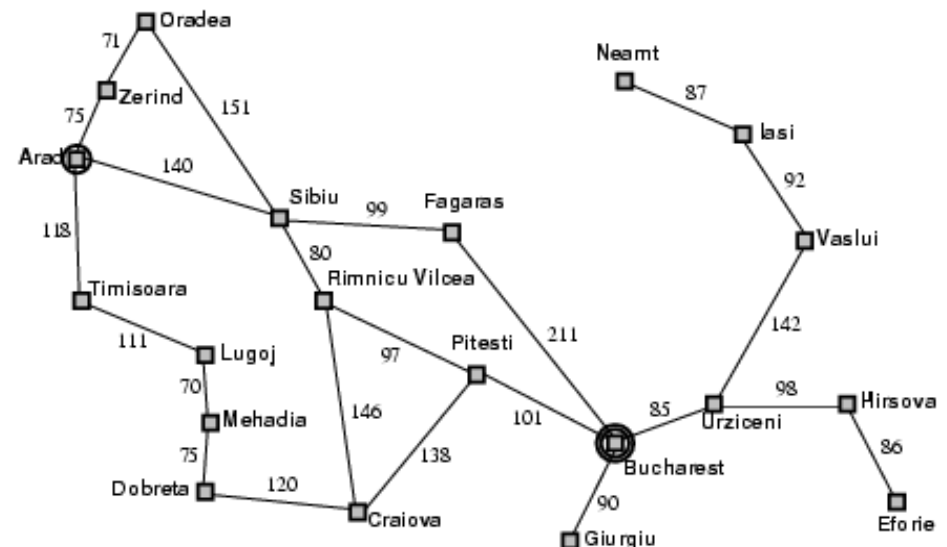 Oradea
71
Neamt
87
Zerind
75
151
Iasi
Arad
140
92
Sibiu
99
Fagaras
118
80
Vaslui
Timisoara
Rimnicu Vilcea
111
97
Pitesti
211
142
Lugoj
70
146
101
85
98
Hirsova
Mehadia
Urziceni
75
138
86
Bucharest
Dobreta
120
90
Craiova
Eforie
Giurgiu